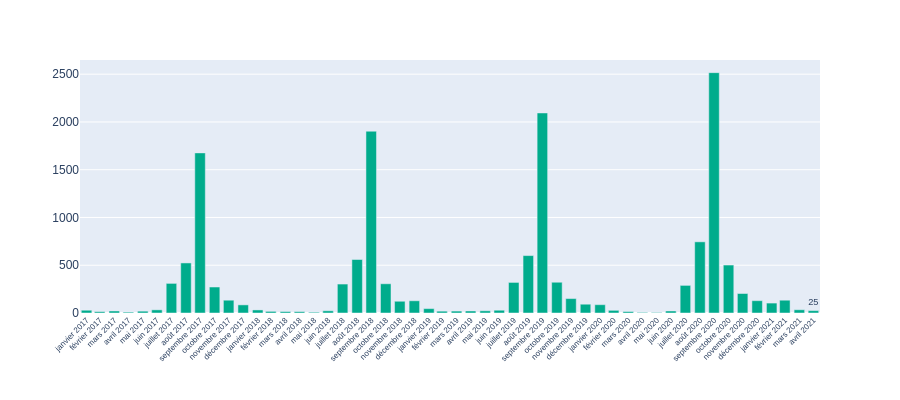 2500
2000
1500
1000
500
0
25
janvier 2017
février 2017
mars 2017
avril 2017
mai 2017
juin 2017
juillet 2017
août 2017
septembre 2017
octobre 2017
novembre 2017
décembre 2017
janvier 2018
février 2018
mars 2018
avril 2018
mai 2018
juin 2018
juillet 2018
août 2018
septembre 2018
octobre 2018
novembre 2018
décembre 2018
janvier 2019
février 2019
mars 2019
avril 2019
mai 2019
juin 2019
juillet 2019
août 2019
septembre 2019
octobre 2019
novembre 2019
décembre 2019
janvier 2020
février 2020
mars 2020
avril 2020
mai 2020
juin 2020
juillet 2020
août 2020
septembre 2020
octobre 2020
novembre 2020
décembre 2020
janvier 2021
février 2021
mars 2021
avril 2021